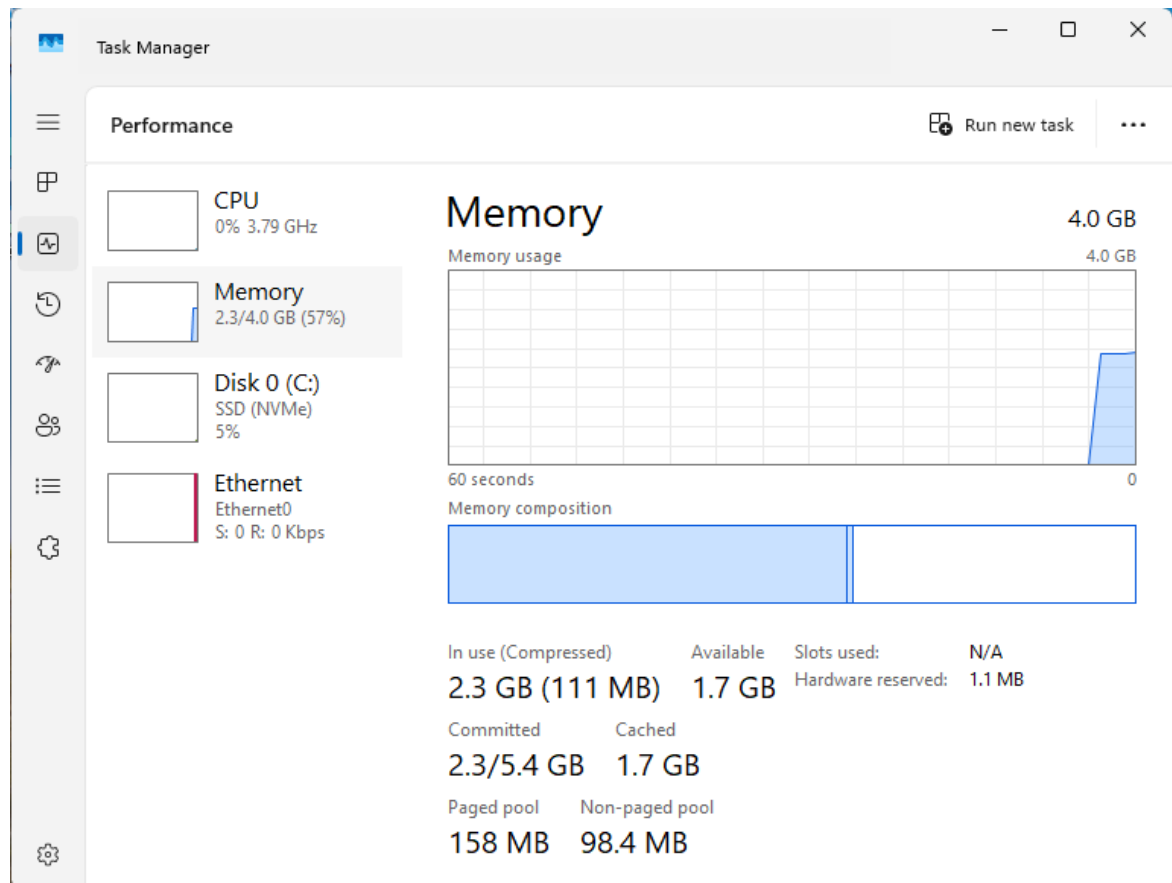 Task Manager
Performance
Run new task
CPU
0% 3.79 GHz
Memory
2.3/4.0 GB (57%)
Disk 0 (C:)
SSD (NVMe)
5%
Ethernet
Ethernet0
S: 0 R: 0 Kbps
Memory
4.0 GB
Memory usage
4.0 GB
60 seconds
0
Memory composition
In use (Compressed)
2.3 GB (111 MB)
Available
1.7 GB
Slots used:
N/A
Hardware reserved:
1.1 MB
Committed
2.3/5.4 GB
Cached
1.7 GB
Paged pool
158 MB
Non-paged pool
98.4 MB